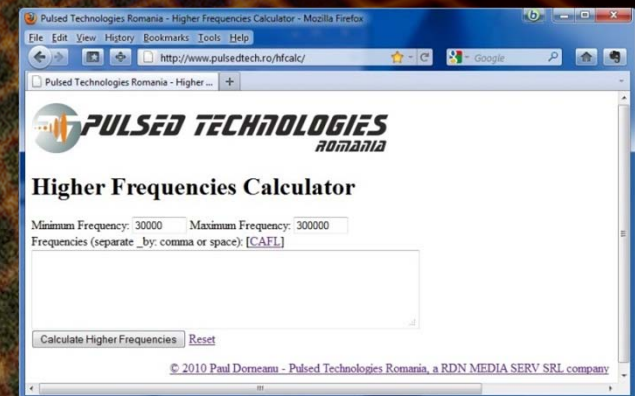 Pulsed Technologies Romania - Higher Frequencies Calculator - Mozilla Firefox
File Edit View History Bookmarks Tools Help
http://www.pulsedtech.ro/hfcalc/
Google
Pulsed Technologies Romania - Higher ...
PULSED TECHNOLOGIES
ROMANIA
Higher Frequencies Calculator
Minimum Frequency: 30000 Maximum Frequency: 300000
Frequencies (separate _by: comma or space): [CAFL]
Calculate Higher Frequencies Reset
© 2010 Paul Dorneanu - Pulsed Technologies Romania, a RDN MEDIA SERV SRL company